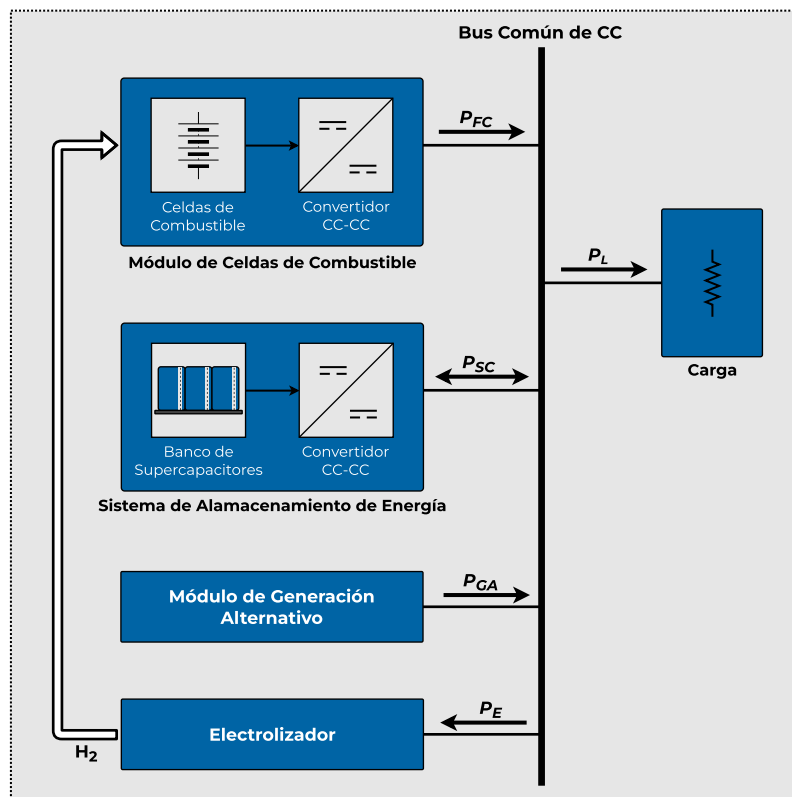 Bus Común de CC
P_FC
Celdas de
Combustible
Convertidor
CC-CC
Módulo de Celdas de Combustible
P_L
Carga
P_SC
Banco de
Supercapacitores
Convertidor
CC-CC
Sistema de Alamacenamiento de Energía
P_GA
Módulo de Generación
Alternativo
P_E
Electrolizador
H₂